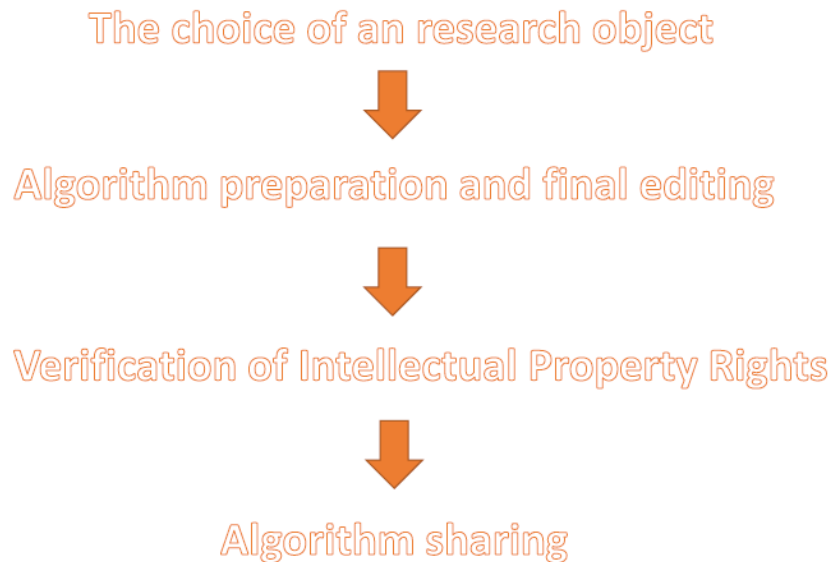 The choice of an research object
Algorithm preparation and final editing
Verification of Intellectual Property Rights
Algorithm sharing